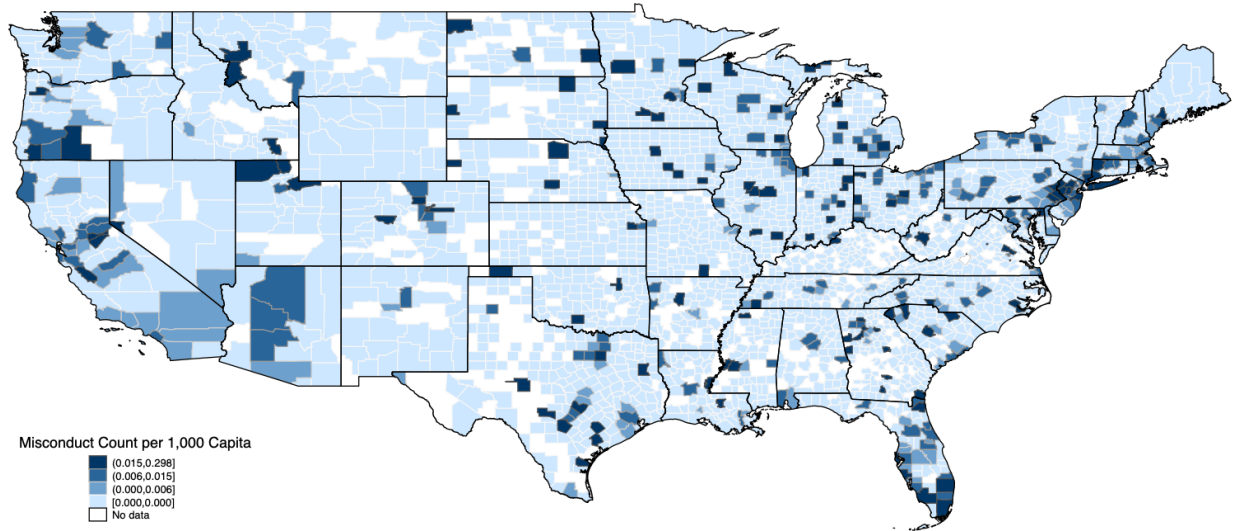 Misconduct Count per 1,000 Capita
(0.015,0.298]
(0.006,0.015]
(0.000,0.006]
[0.000,0.000]
No data